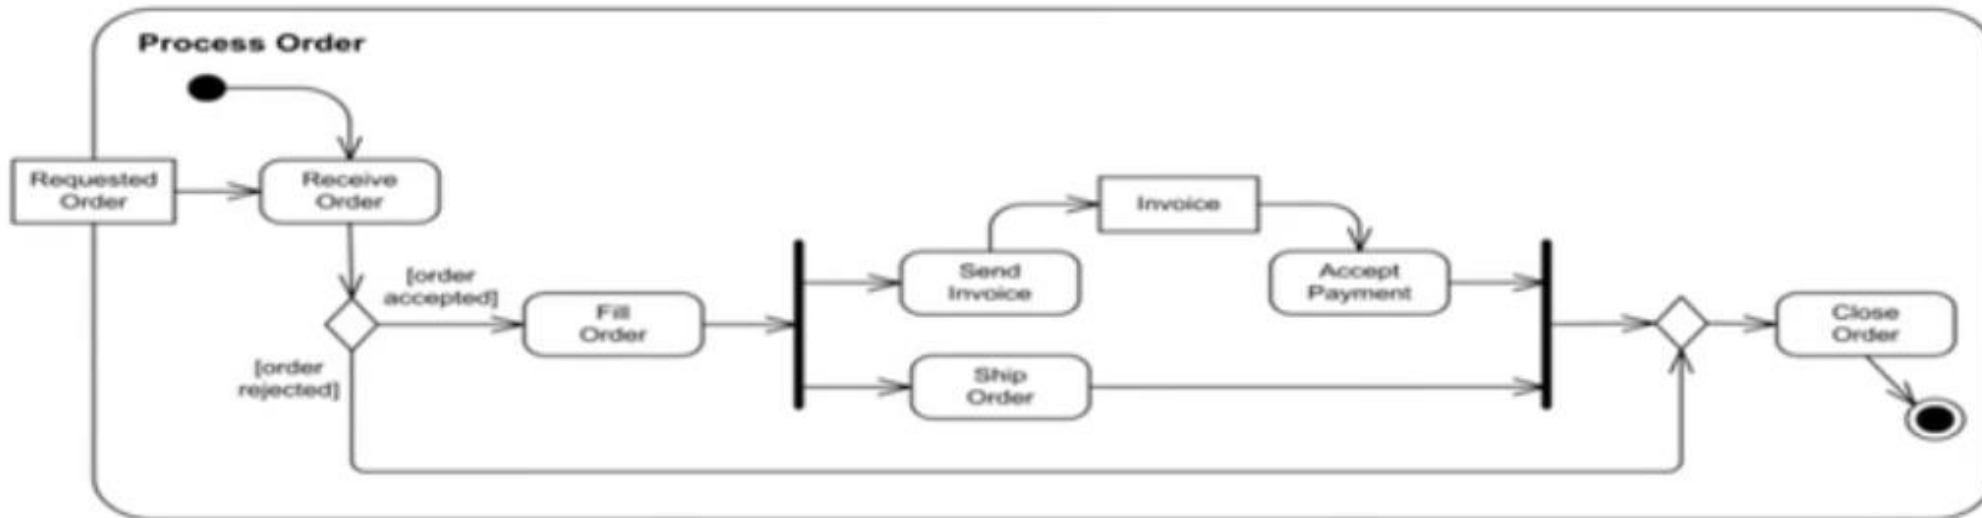 Process Order
Requested
Order
Receive
Order
[order
accepted]
[order
rejected]
Fill
Order
Send
Invoice
Invoice
Accept
Payment
Ship
Order
Close
Order